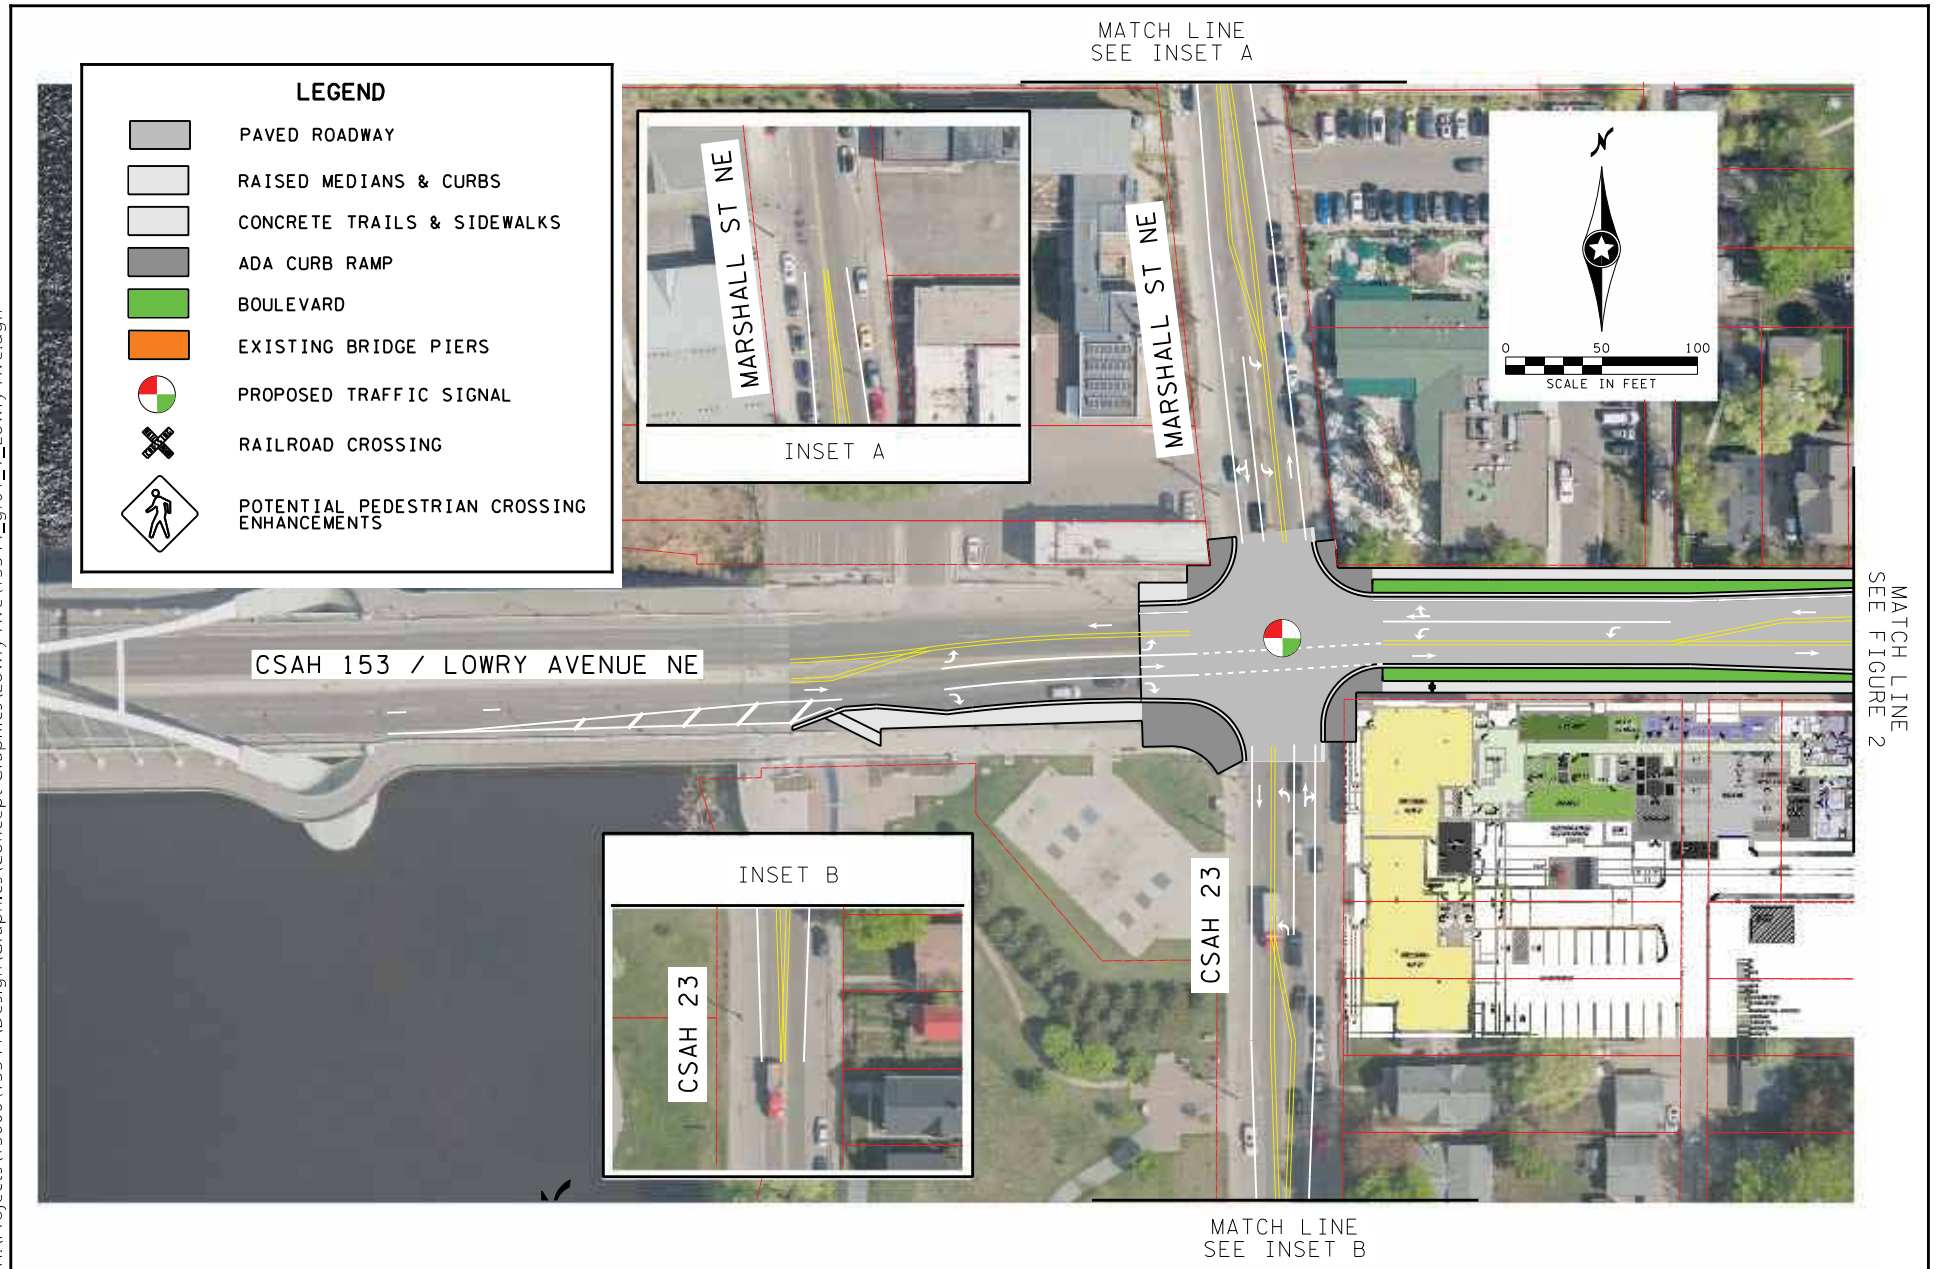 MATCH LINE
SEE INSET A
LEGEND
PAVED ROADWAY
RAISED MEDIANS & CURBS
CONCRETE TRAILS & SIDEWALKS
ADA CURB RAMP
BOULEVARD
EXISTING BRIDGE PIERS
PROPOSED TRAFFIC SIGNAL
RAILROAD CROSSING
POTENTIAL PEDESTRIAN CROSSING
ENHANCEMENTS
MARSHALL ST NE
INSET A
MARSHALL ST NE
N
0 50 100
SCALE IN FEET
CSAH 153 / LOWRY AVENUE NE
MATCH LINE
SEE FIGURE 2
INSET B
CSAH 23
CSAH 23
MATCH LINE
SEE INSET B